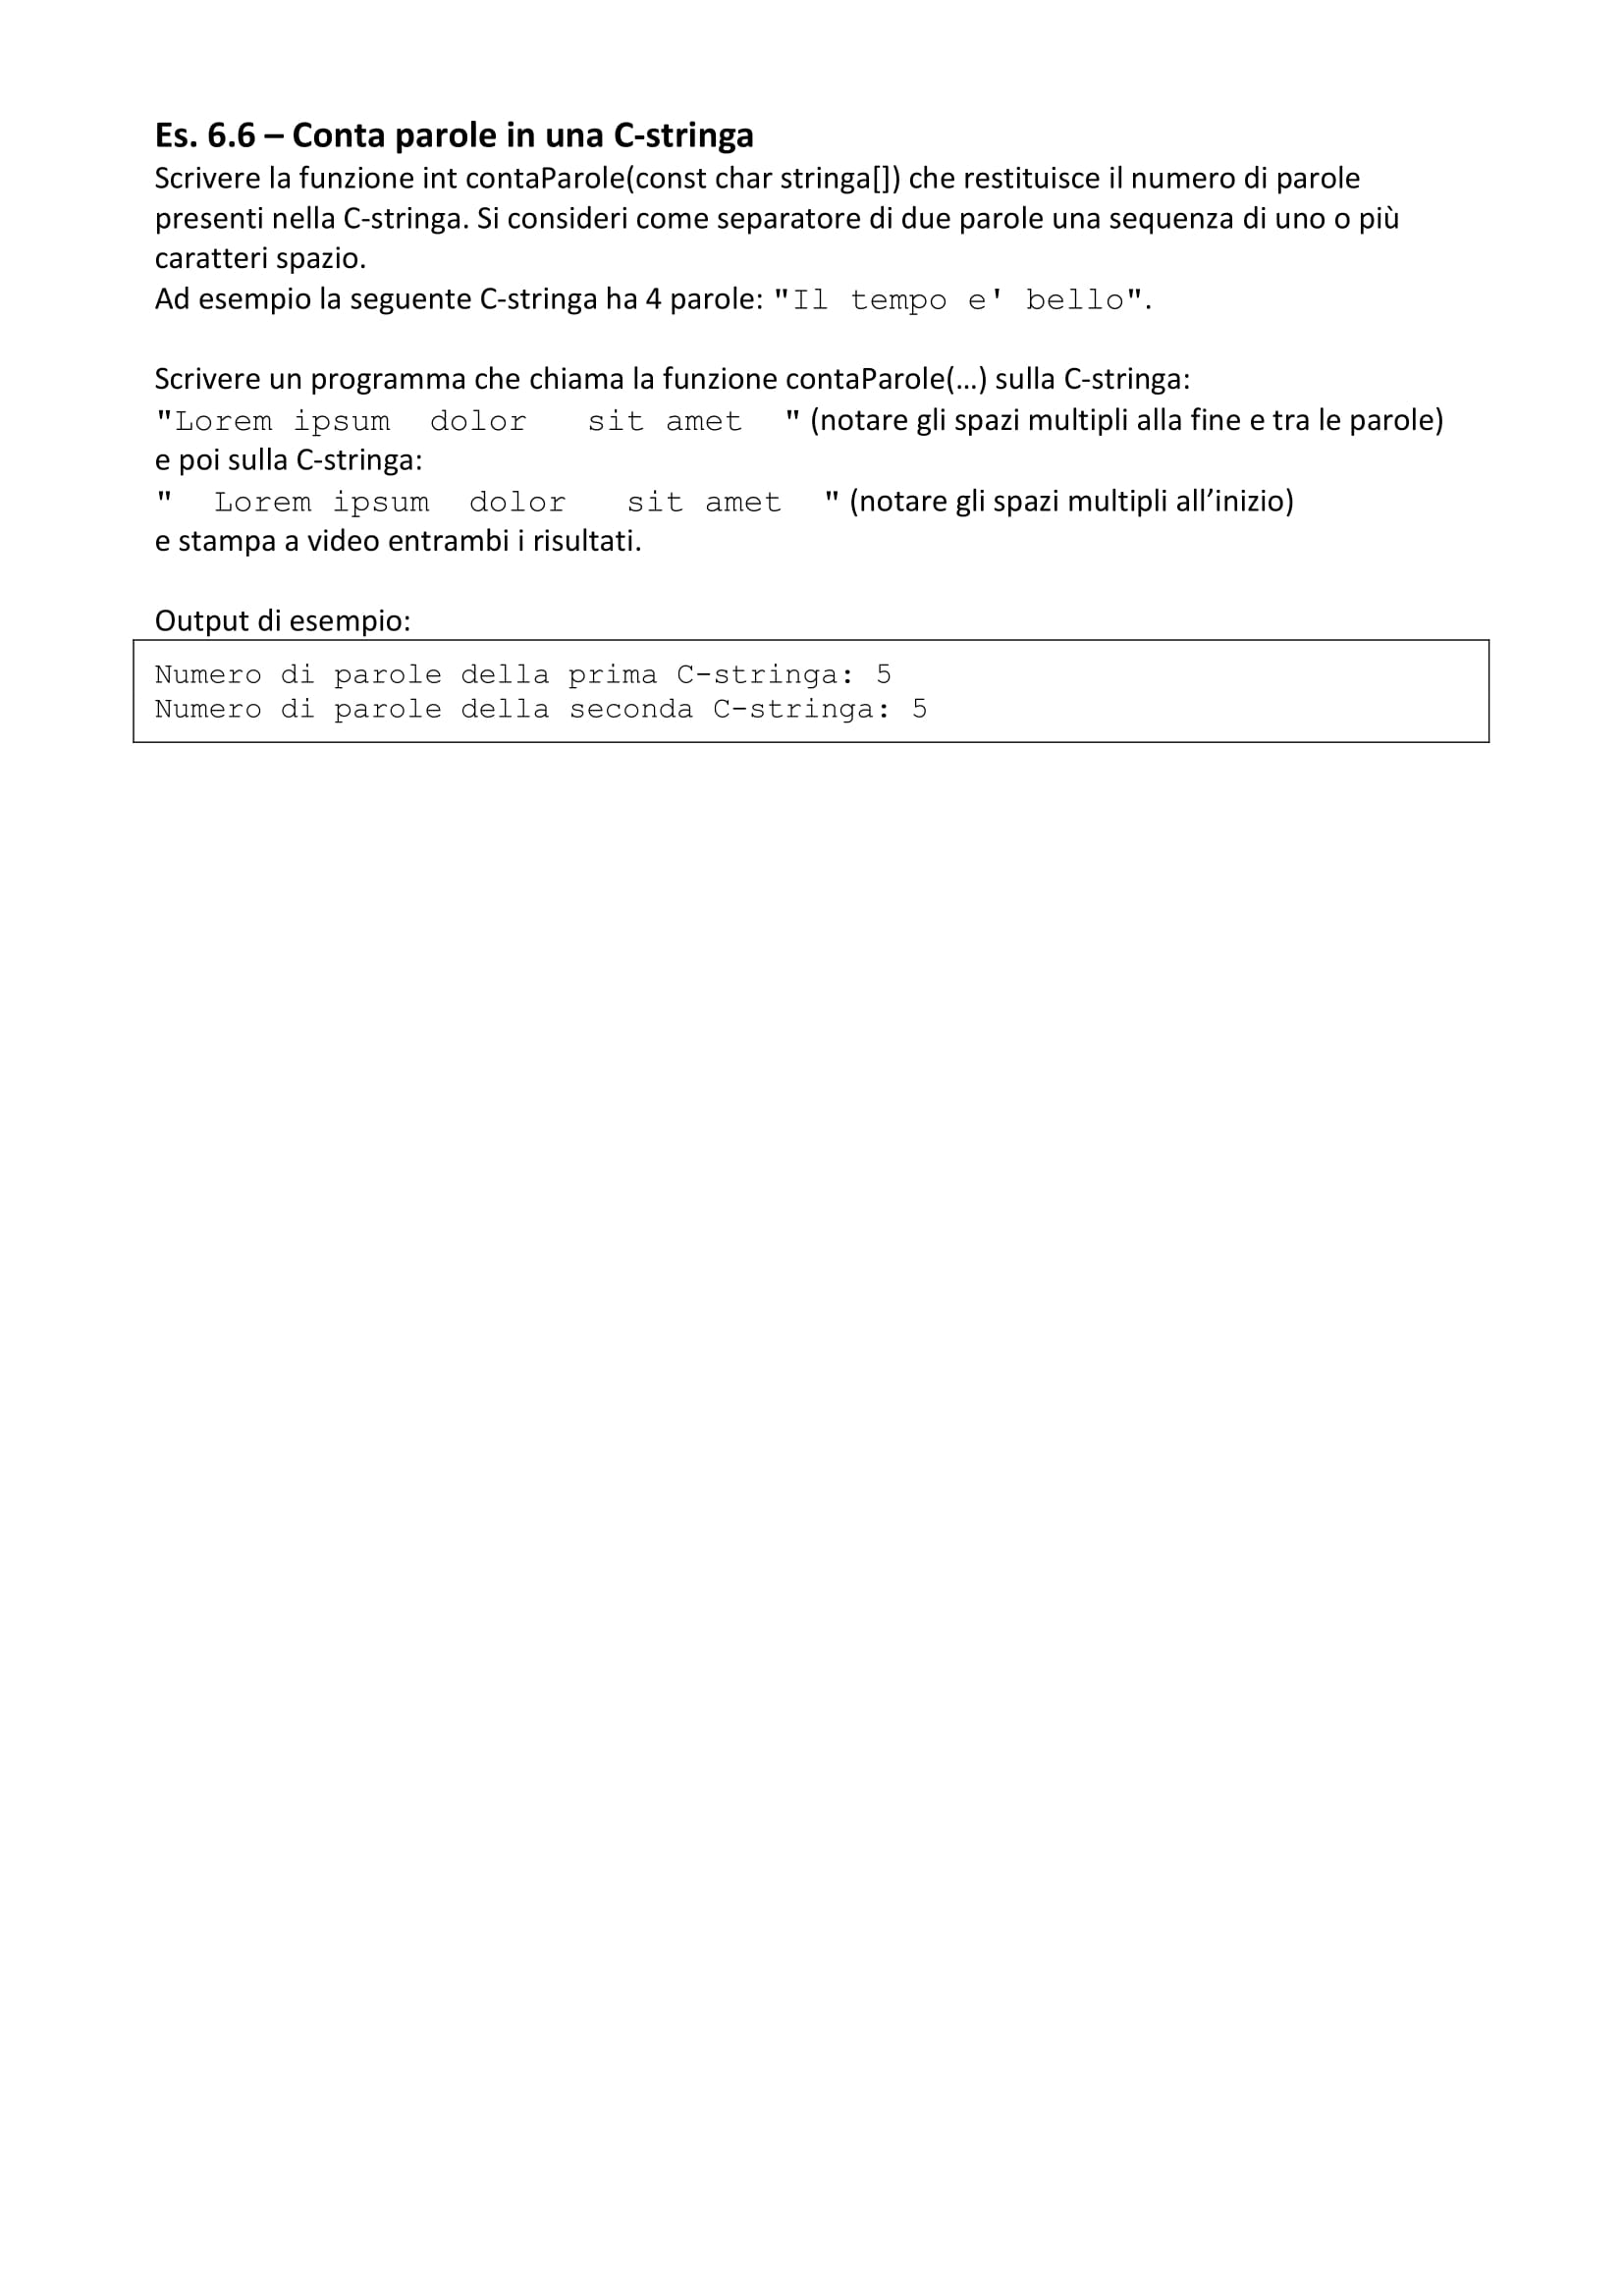 Es. 6.6 – Conta parole in una C-stringa
Scrivere la funzione int contaParole(const char stringa[]) che restituisce il numero di parole
presenti nella C-stringa. Si consideri come separatore di due parole una sequenza di uno o più
caratteri spazio.
Ad esempio la seguente C-stringa ha 4 parole: "Il tempo e' bello".
Scrivere un programma che chiama la funzione contaParole(…) sulla C-stringa:
"Lorem ipsum  dolor   sit amet  " (notare gli spazi multipli alla fine e tra le parole)
e poi sulla C-stringa:
"  Lorem ipsum  dolor   sit amet  " (notare gli spazi multipli all’inizio)
e stampa a video entrambi i risultati.
Output di esempio:
Numero di parole della prima C-stringa: 5
Numero di parole della seconda C-stringa: 5